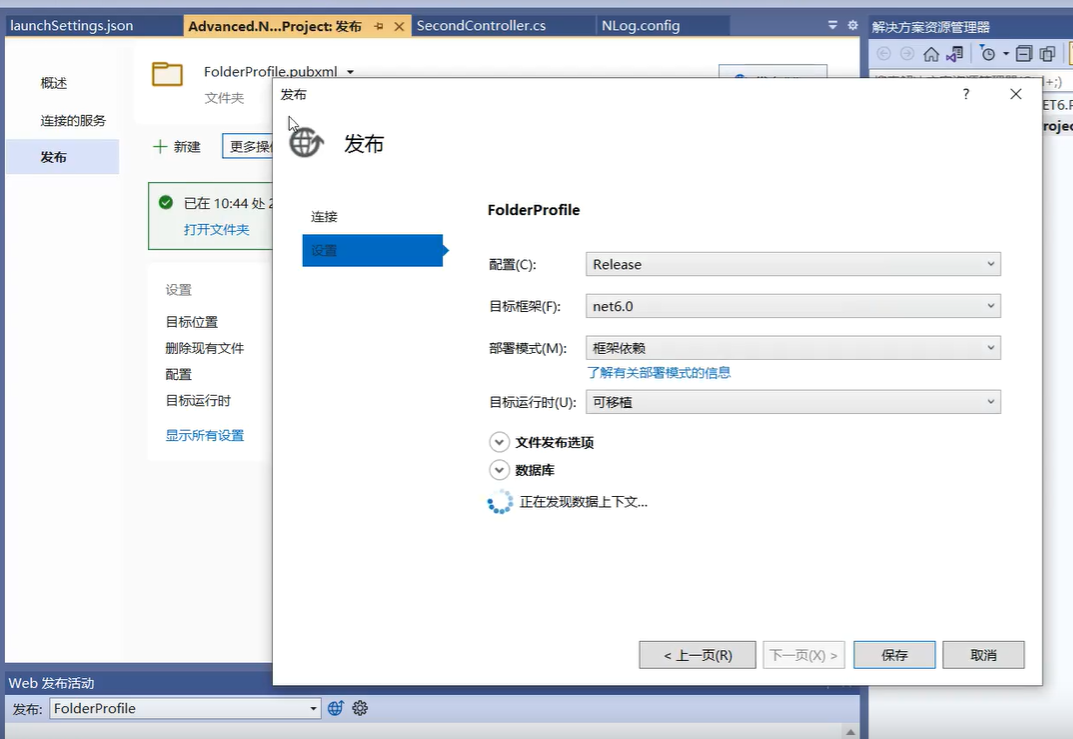 launchSettings.json
Advanced.N...Project: 发布
SecondController.cs
NLog.config
解决方案资源管理器
概述
连接的服务
发布
FolderProfile.pubxml
文件夹
新建
更多操
已在 10:44 处
打开文件夹
设置
目标位置
删除现有文件
配置
目标运行时
显示所有设置
发布
?
发布
连接
设置
FolderProfile
配置(C):
Release
目标框架(F):
net6.0
部署模式(M):
框架依赖
了解有关部署模式的信息
目标运行时(U):
可移植
文件发布选项
数据库
正在发现数据上下文...
< 上一页(R)
下一页(X) >
保存
取消
Web 发布活动
发布:
FolderProfile